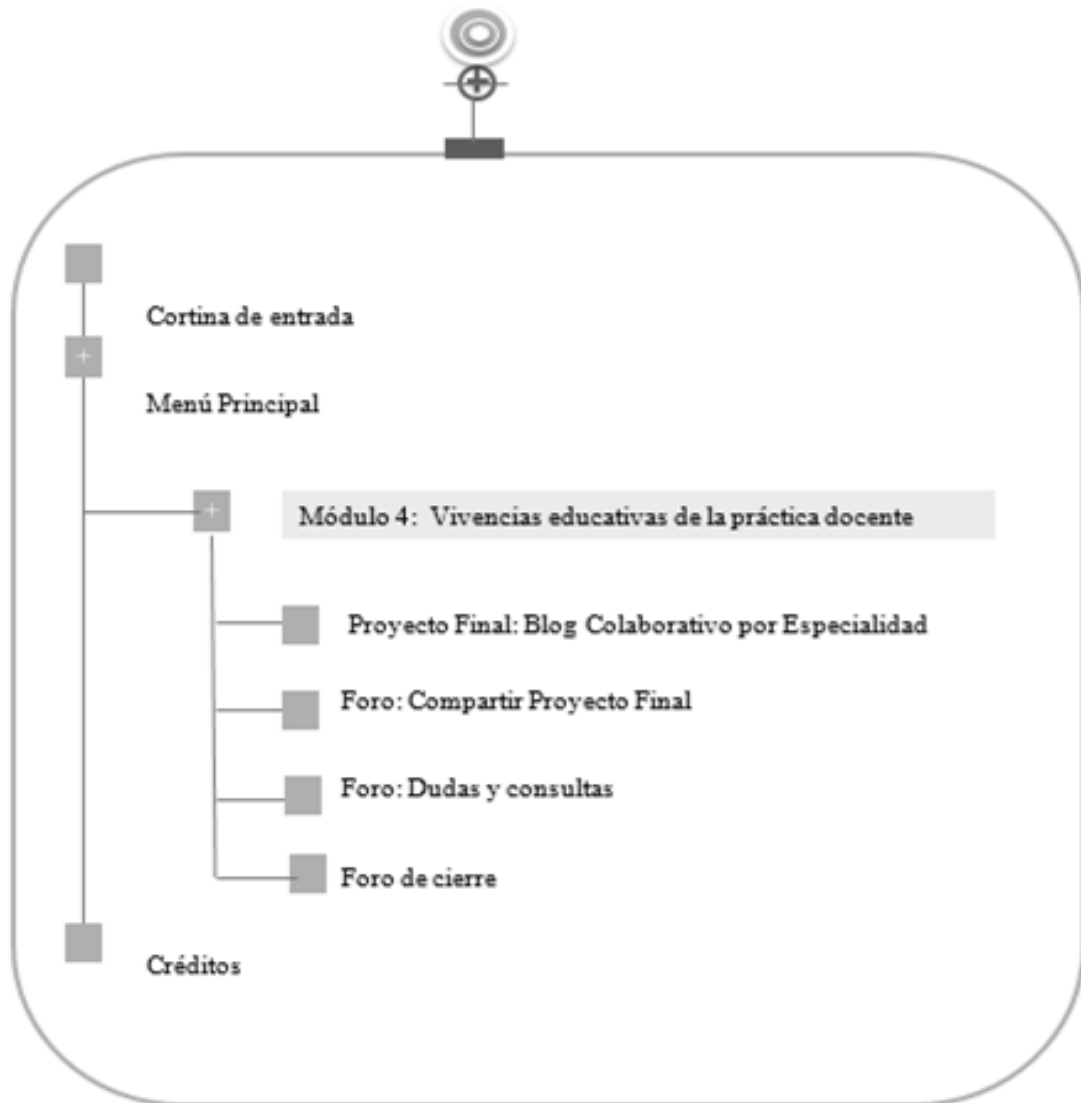 Cortina de entrada
Menú Principal
Módulo 4: Vivencias educativas de la práctica docente
Proyecto Final: Blog Colaborativo por Especialidad
Foro: Compartir Proyecto Final
Foro: Dudas y consultas
Foro de cierre
Créditos